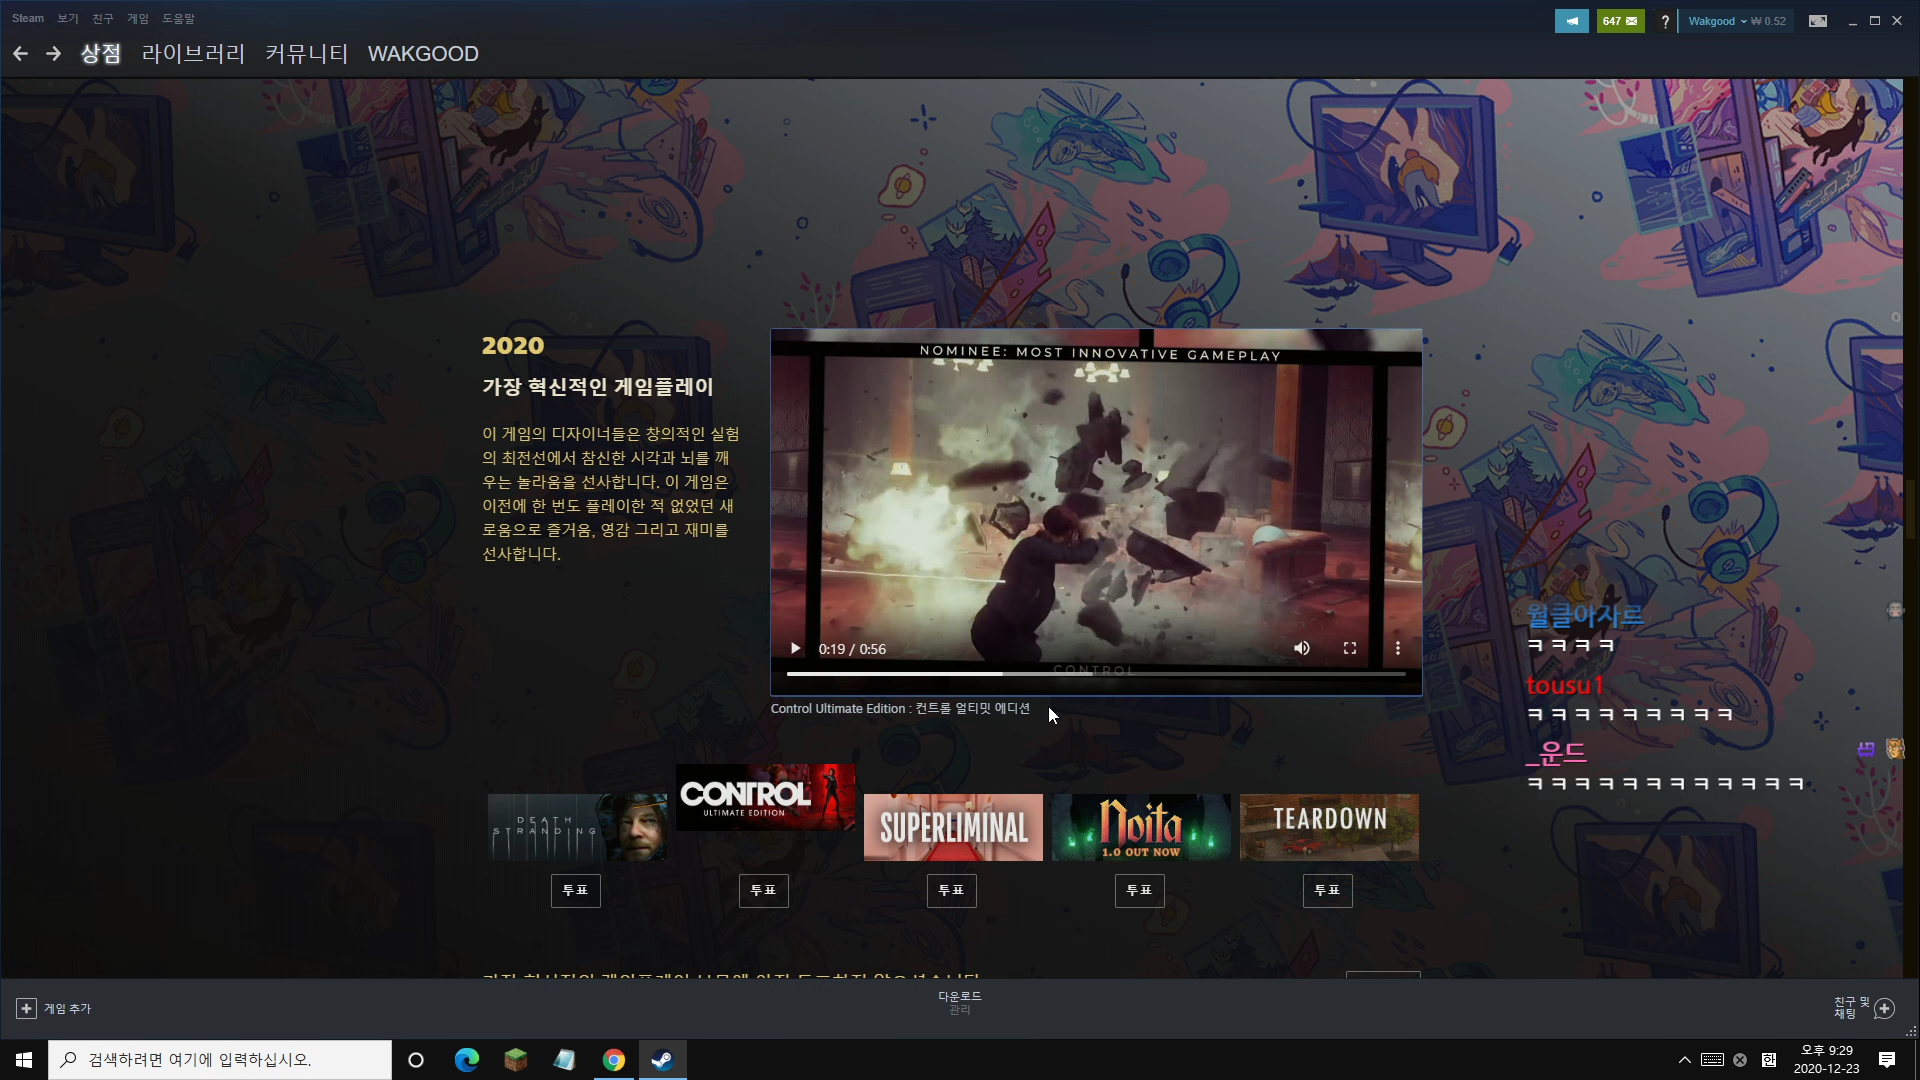 Steam 보기 친구 게임 도움말
647
?
Wakgood ₩ 0.52
상점 라이브러리 커뮤니티 WAKGOOD
2020
가장 혁신적인 게임플레이
이 게임의 디자이너들은 창의적인 실험
의 최전선에서 참신한 시각과 뇌를 깨
우는 놀라움을 선사합니다. 이 게임은
이전에 한 번도 플레이한 적 없었던 새
로움으로 즐거움, 영감 그리고 재미를
선사합니다.
NOMINEE: MOST INNOVATIVE GAMEPLAY
0:19 / 0:56
CONTROL
Control Ultimate Edition : 컨트롤 얼티밋 에디션
월클아자르
ㅋㅋㅋㅋ
tousu1
ㅋㅋㅋㅋㅋㅋㅋㅋㅋ
_운드
ㅋㅋㅋㅋㅋㅋㅋㅋㅋㅋㅋㅋ
DEATH
STRANDING
CONTROL
ULTIMATE EDITION
SUPERLIMINAL
Noita
1.0 OUT NOW
TEARDOWN
투표 투표 투표 투표 투표
게임 추가
다운로드
관리
친구 및
채팅
검색하려면 여기에 입력하십시오.
한
오후 9:29
2020-12-23